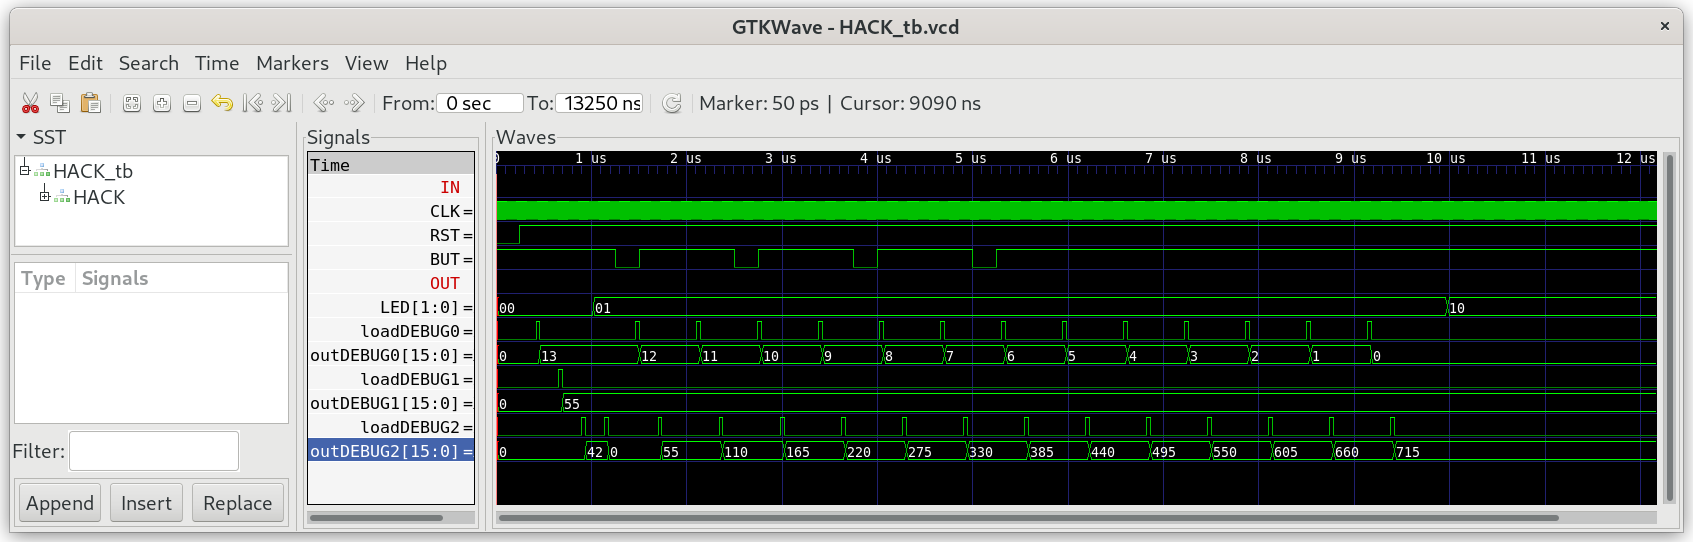 GTKWave - HACK_tb.vcd ×
File Edit Search Time Markers View Help
From: 0 sec To: 13250 ns Marker: 50 ps | Cursor: 9090 ns
SST
HACK_tb
HACK
Type Signals
Filter:
Append Insert Replace
Signals
Time
IN
CLK =
RST =
BUT =
OUT
LED[1:0] =
loadDEBUG0 =
outDEBUG0[15:0] =
loadDEBUG1 =
outDEBUG1[15:0] =
loadDEBUG2 =
outDEBUG2[15:0] =
Waves
0 1 us 2 us 3 us 4 us 5 us 6 us 7 us 8 us 9 us 10 us 11 us 12 us
00 01 10
0 13 12 11 10 9 8 7 6 5 4 3 2 1 0
0 55
0 42 0 55 110 165 220 275 330 385 440 495 550 605 660 715